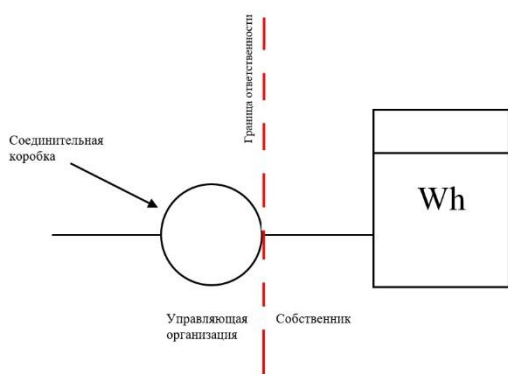 Граница ответственности
Соединительная
коробка
Wh
Управляющая
организация
Собственник